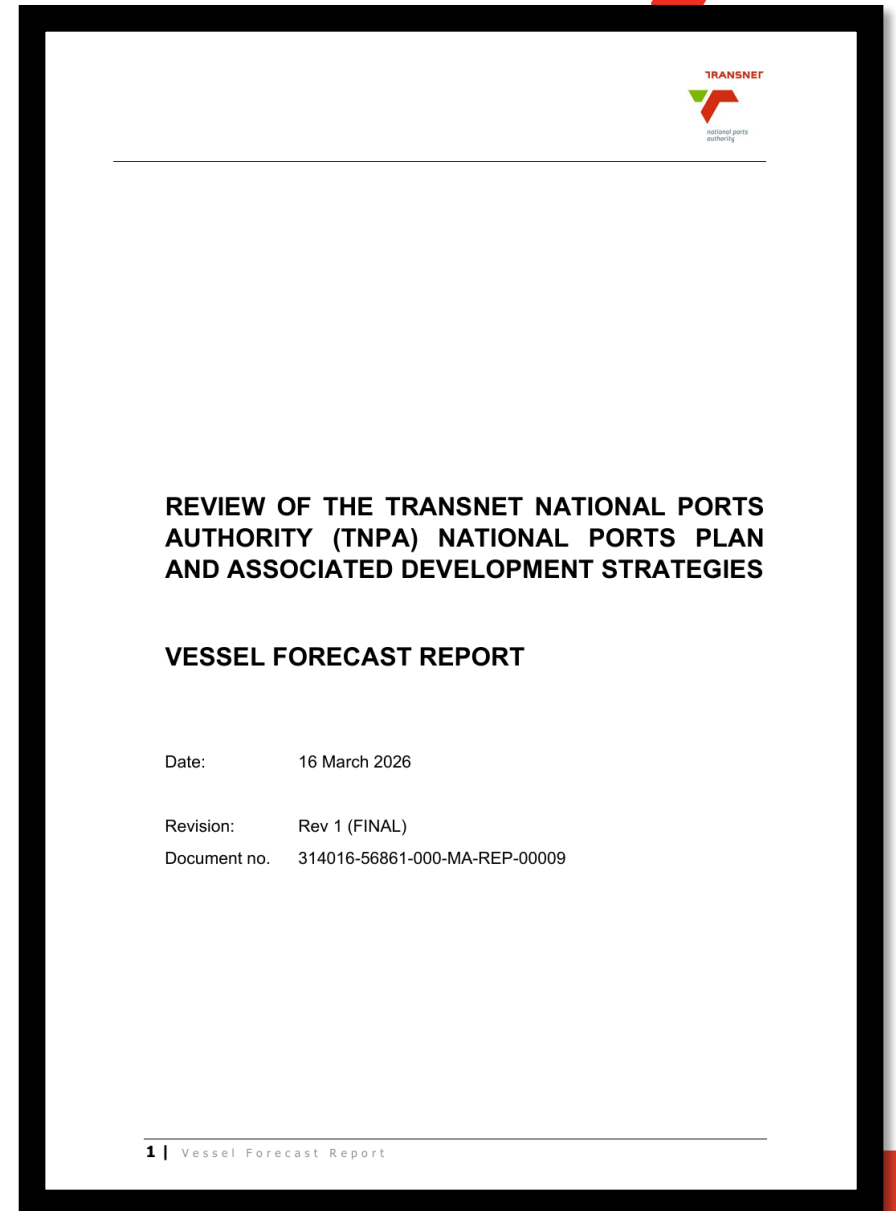 TRANSNET
national ports
authority
REVIEW OF THE TRANSNET NATIONAL PORTS
AUTHORITY (TNPA) NATIONAL PORTS PLAN
AND ASSOCIATED DEVELOPMENT STRATEGIES
VESSEL FORECAST REPORT
Date: 16 March 2026
Revision: Rev 1 (FINAL)
Document no. 314016-56861-000-MA-REP-00009
1 | Vessel Forecast Report